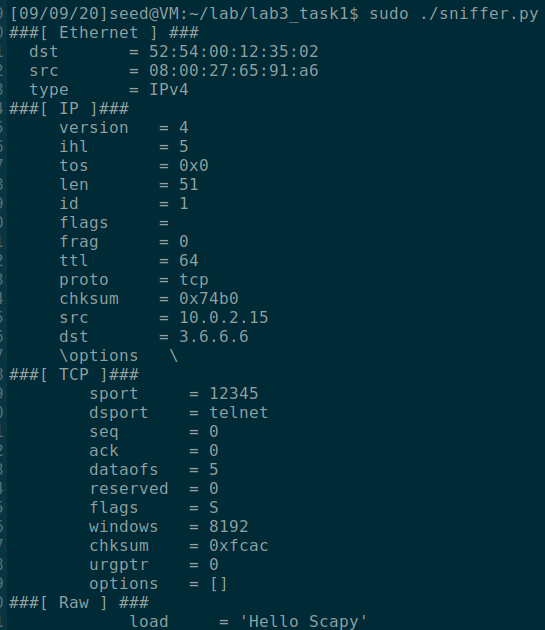 [09/09/20]seed@VM:~/lab/lab3_task1$ sudo ./sniffer.py
###[ Ethernet ] ###
  dst       = 52:54:00:12:35:02
  src       = 08:00:27:65:91:a6
  type      = IPv4
###[ IP ]###
     version   = 4
     ihl       = 5
     tos       = 0x0
     len       = 51
     id        = 1
     flags     =
     frag      = 0
     ttl       = 64
     proto     = tcp
     chksum    = 0x74b0
     src       = 10.0.2.15
     dst       = 3.6.6.6
     \options   \
###[ TCP ]###
        sport     = 12345
        dsport    = telnet
        seq       = 0
        ack       = 0
        dataofs   = 5
        reserved  = 0
        flags     = S
        windows   = 8192
        chksum    = 0xfcac
        urgptr    = 0
        options   = []
###[ Raw ] ###
            load     = 'Hello Scapy'